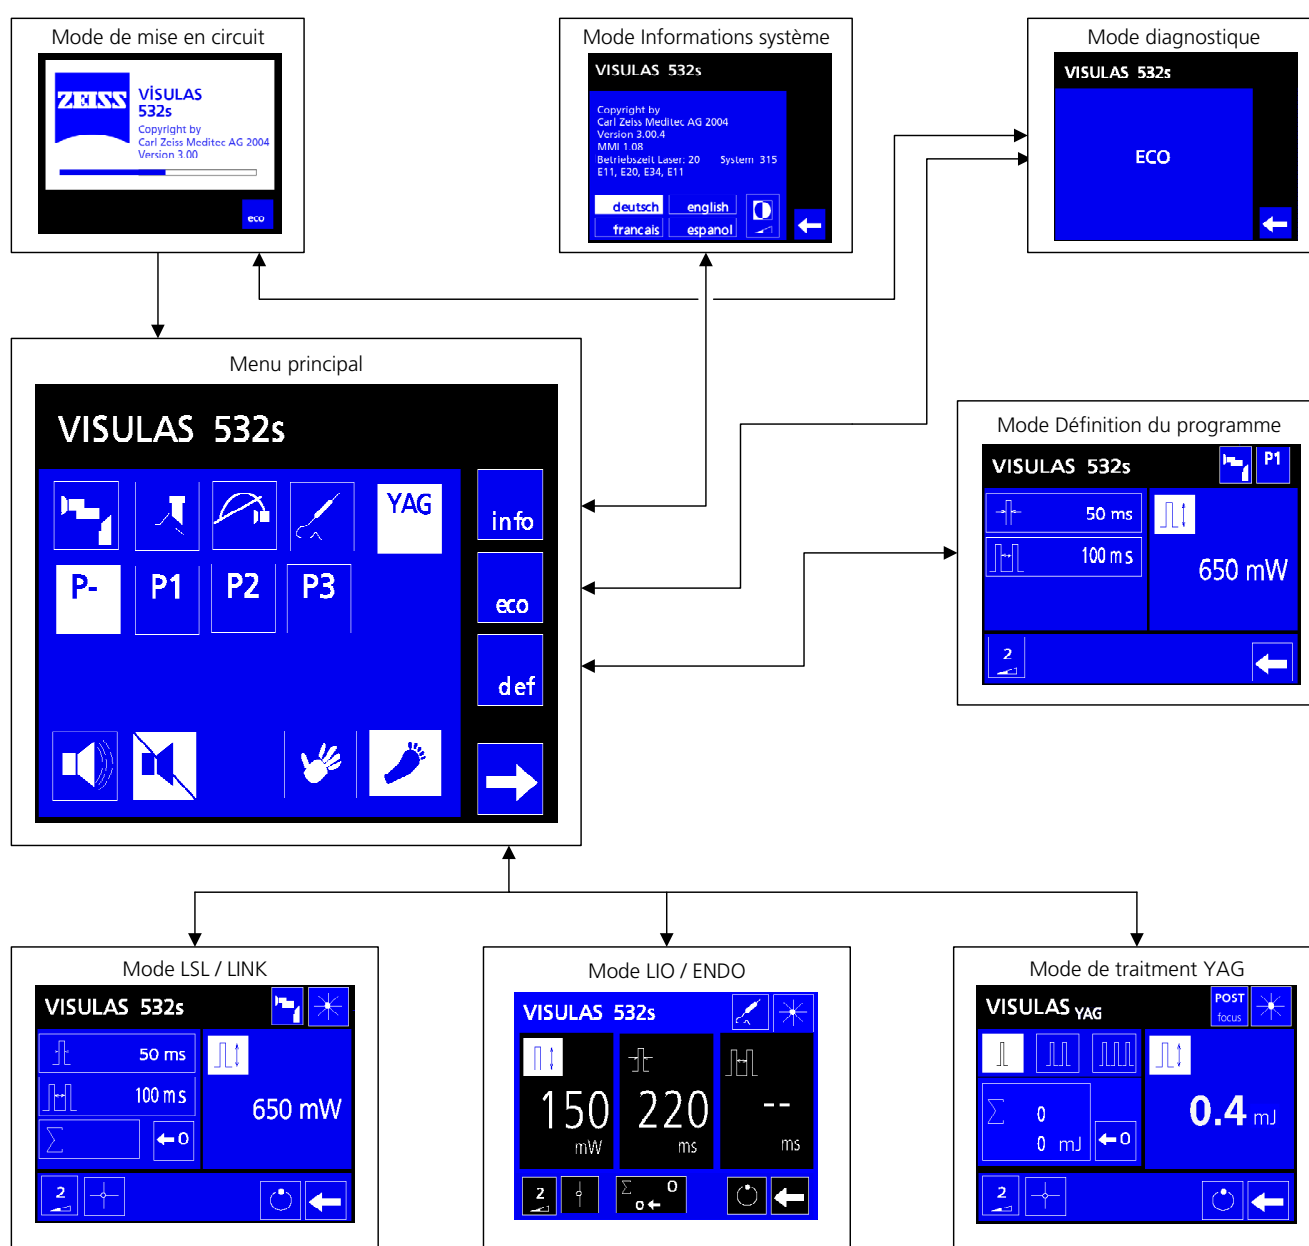 Mode de mise en circuit
ZEISS
VISULAS
532s
Copyright by
Carl Zeiss Meditec AG 2004
Version 3.00
eco
Mode Informations système
VISULAS 532s
Copyright by
Carl Zeiss Meditec AG 2004
Version 3.00.4
MMI 1.08
Betriebszeit Laser: 20 System 315
E11, E20, E34, E11
deutsch english
francais espanol
Mode diagnostique
VISULAS 532s
ECO
Menu principal
VISULAS 532s
YAG
info
P- P1 P2 P3
eco
def
Mode Définition du programme
VISULAS 532s P1
50 ms
100 ms
650 mW
2
Mode LSL / LINK
VISULAS 532s
50 ms
100 ms
650 mW
Σ
0
2
Mode LIO / ENDO
VISULAS 532s
150 220 --
mW ms ms
2
Σ 0
0
Mode de traitment YAG
VISULAS YAG
POST
focus
Σ 0
0 mJ
0
0.4 mJ
2